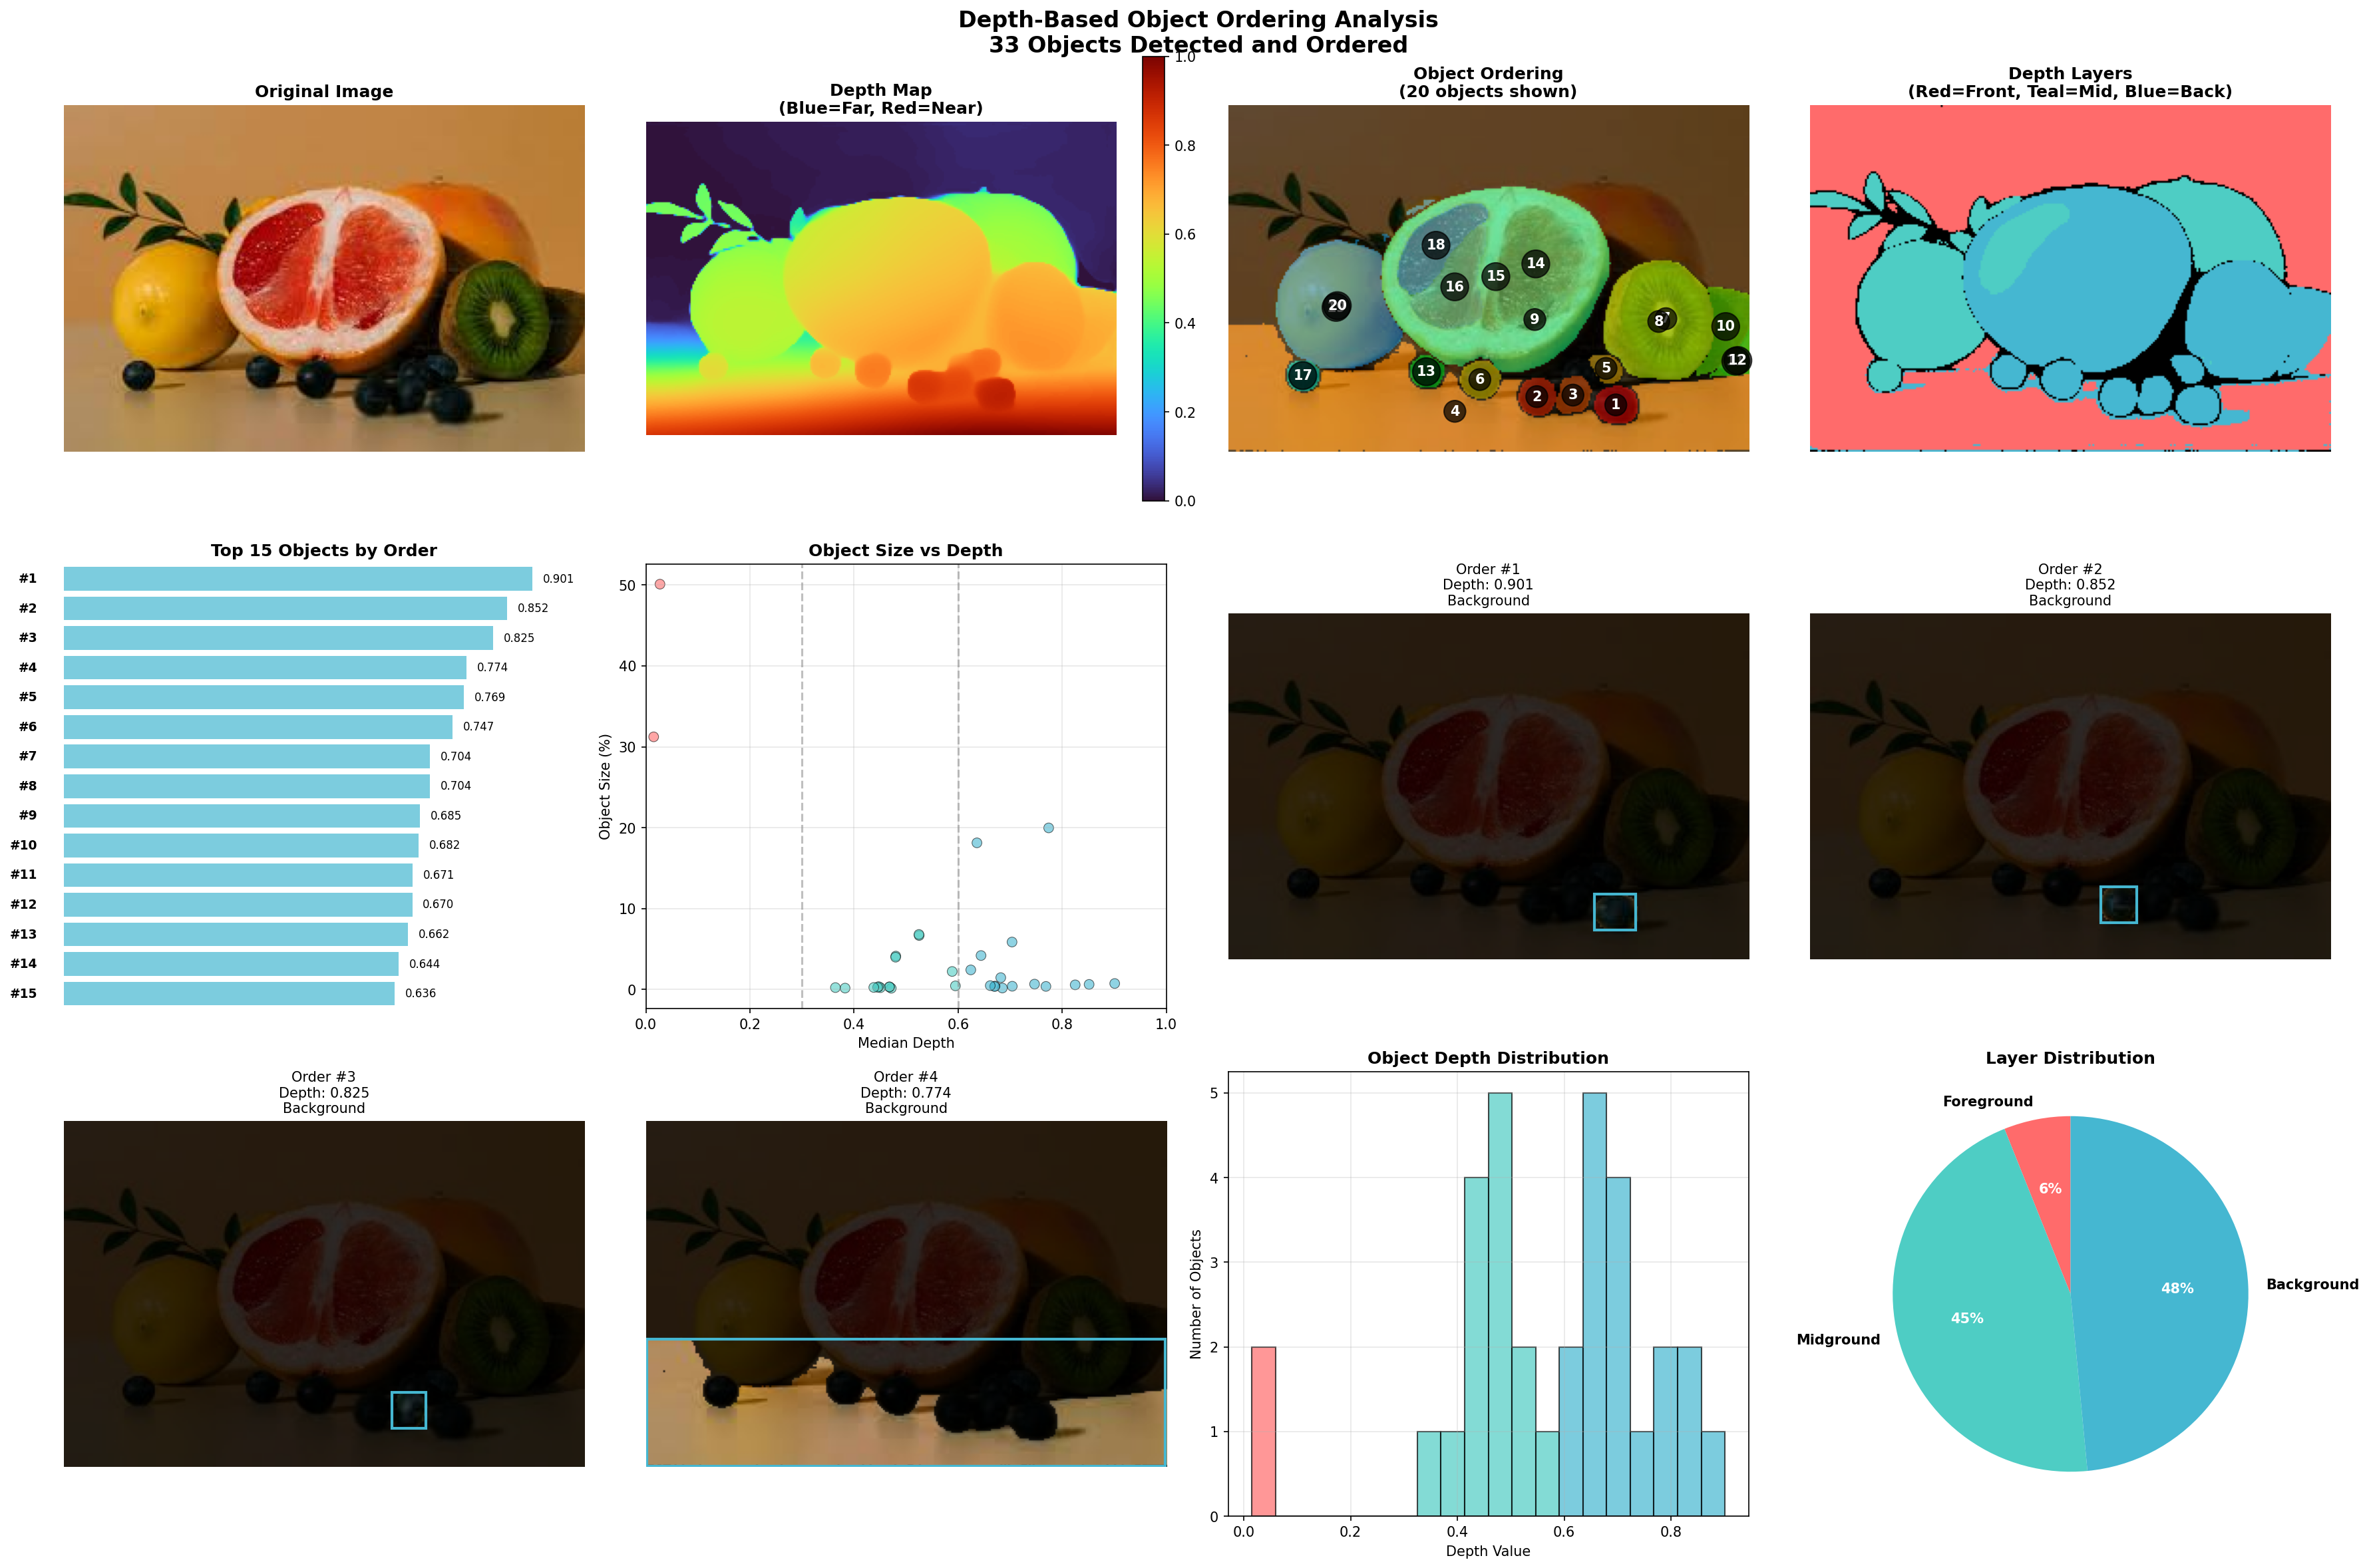 Depth-Based Object Ordering Analysis
33 Objects Detected and Ordered
Original Image
Depth Map
(Blue=Far, Red=Near)
1.0
0.8
0.6
0.4
0.2
0.0
Object Ordering
(20 objects shown)
18
14
15
16
20
9
8
10
12
17
13
6
5
2
3
1
4
Depth Layers
(Red=Front, Teal=Mid, Blue=Back)
Top 15 Objects by Order
#1 0.901
#2 0.852
#3 0.825
#4 0.774
#5 0.769
#6 0.747
#7 0.704
#8 0.704
#9 0.685
#10 0.682
#11 0.671
#12 0.670
#13 0.662
#14 0.644
#15 0.636
Object Size vs Depth
Object Size (%)
50
40
30
20
10
0
0.0 0.2 0.4 0.6 0.8 1.0
Median Depth
Order #1
Depth: 0.901
Background
Order #2
Depth: 0.852
Background
Order #3
Depth: 0.825
Background
Order #4
Depth: 0.774
Background
Object Depth Distribution
Number of Objects
5
4
3
2
1
0
0.0 0.2 0.4 0.6 0.8
Depth Value
Layer Distribution
Foreground
6%
48%
Background
45%
Midground